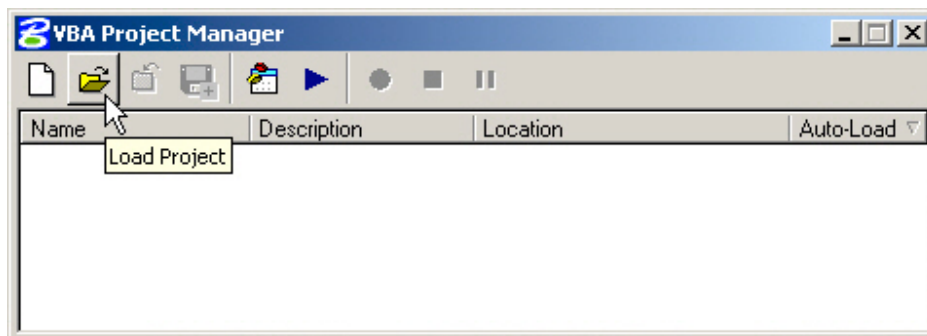 VBA Project Manager
Name Description Location Auto-Load
Load Project